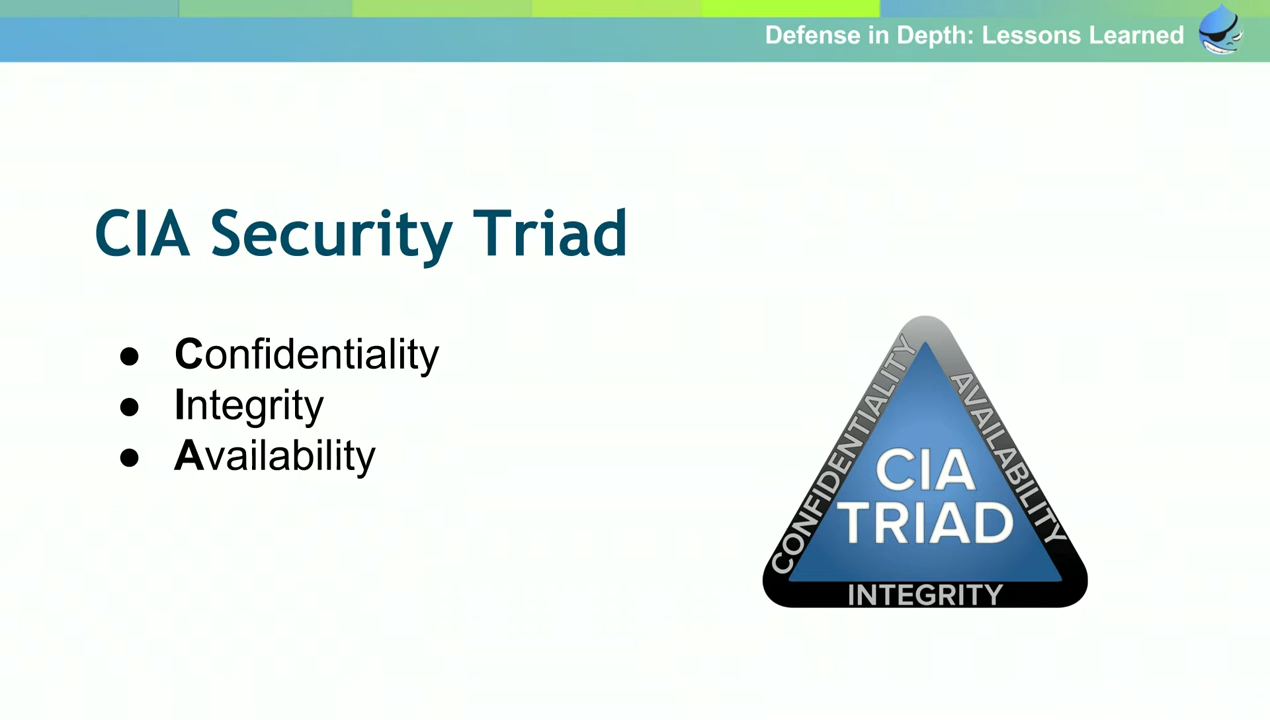 Defense in Depth: Lessons Learned
CIA Security Triad
● Confidentiality
● Integrity
● Availability
CONFIDENTIALITY
AVAILABILITY
CIA
TRIAD
INTEGRITY